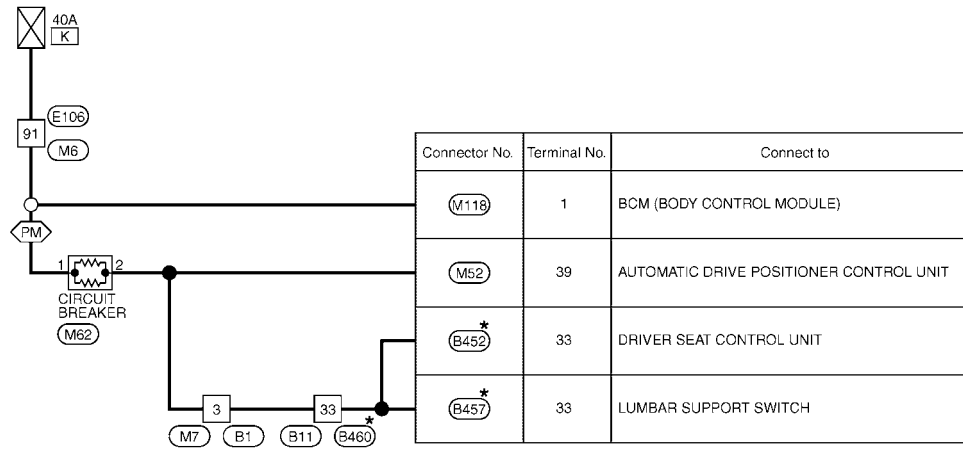 40A
K
E106
91
M6
Connector No. Terminal No. Connect to
M118 1 BCM (BODY CONTROL MODULE)
PM
1 2
M52 39 AUTOMATIC DRIVE POSITIONER CONTROL UNIT
CIRCUIT
BREAKER
M62
*
B452 33 DRIVER SEAT CONTROL UNIT
*
B457 33 LUMBAR SUPPORT SWITCH
3 33
*
M7 B1 B11 B460